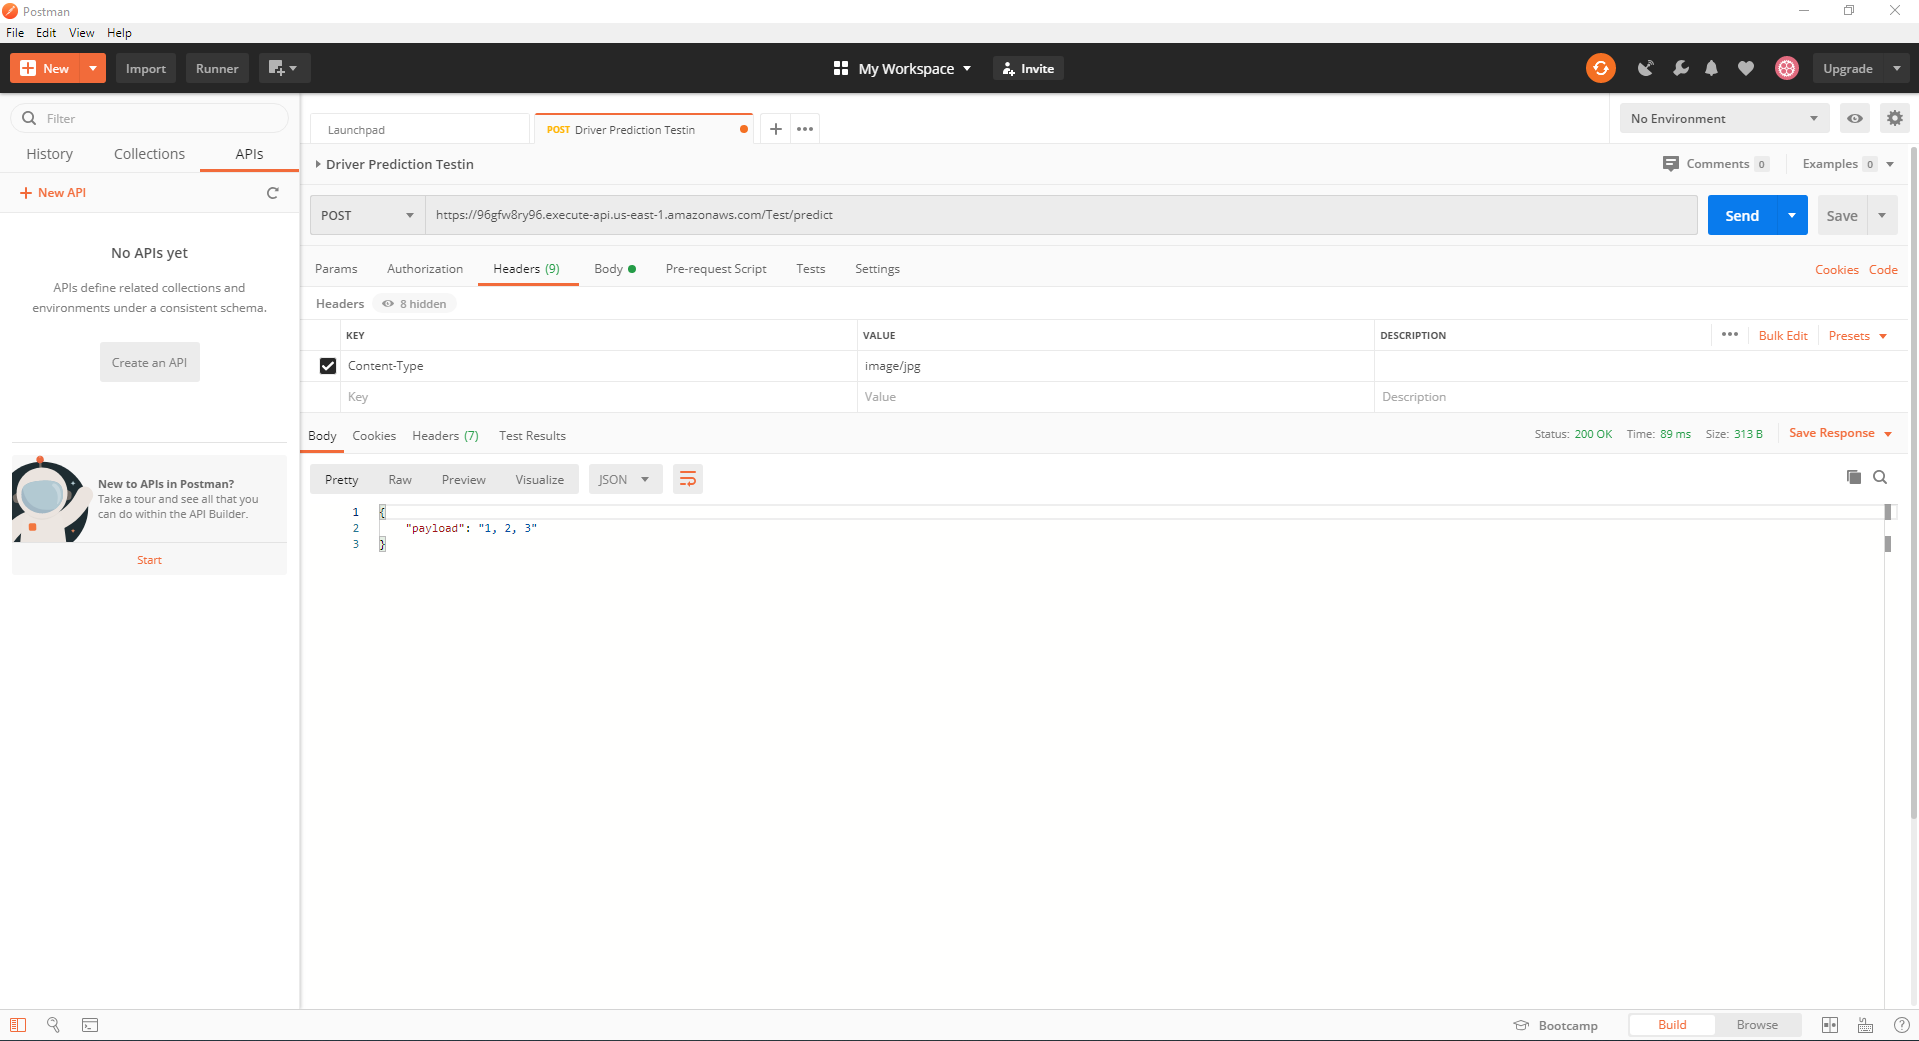 Postman
File Edit View Help
New Import Runner My Workspace Invite Upgrade
Filter
History Collections APIs
New API
No APIs yet
APIs define related collections and
environments under a consistent schema.
Create an API
New to APIs in Postman?
Take a tour and see all that you
can do within the API Builder.
Start
Launchpad POST Driver Prediction Testin No Environment
Driver Prediction Testin Comments 0 Examples 0
POST https://96gfw8ry96.execute-api.us-east-1.amazonaws.com/Test/predict Send Save
Params Authorization Headers (9) Body Pre-request Script Tests Settings Cookies Code
Headers 8 hidden
KEY VALUE DESCRIPTION Bulk Edit Presets
Content-Type image/jpg
Key Value Description
Body Cookies Headers (7) Test Results Status: 200 OK Time: 89 ms Size: 313 B Save Response
Pretty Raw Preview Visualize JSON
1 {
2 "payload": "1, 2, 3"
3 }
Bootcamp Build Browse